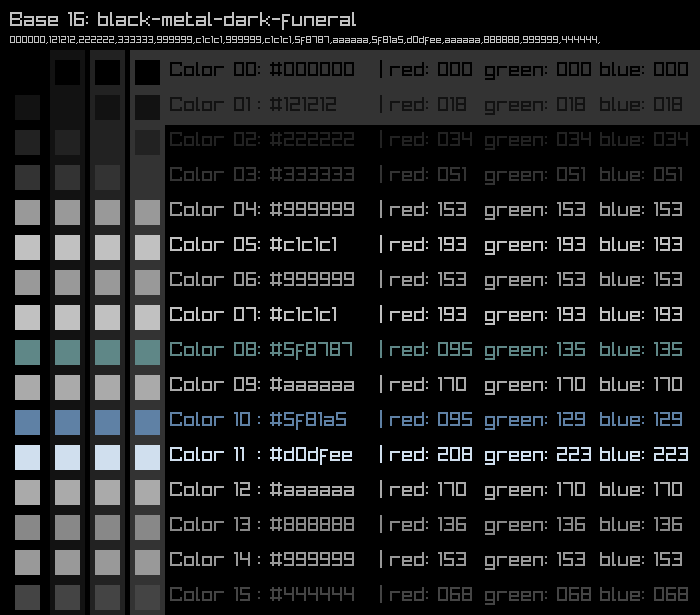 Base 16: black-metal-dark-funeral
000000,121212,222222,333333,999999,c1c1c1,999999,c1c1c1,5f8787,aaaaaa,5f81a5,d0dfee,aaaaaa,888888,999999,444444,
Color 00: #000000 | red: 000 green: 000 blue: 000
Color 01 : #121212 | red: 018 green: 018 blue: 018
Color 02: #222222 | red: 034 green: 034 blue: 034
Color 03: #333333 | red: 051 green: 051 blue: 051
Color 04: #999999 | red: 153 green: 153 blue: 153
Color 05: #c1c1c1 | red: 193 green: 193 blue: 193
Color 06: #999999 | red: 153 green: 153 blue: 153
Color 07: #c1c1c1 | red: 193 green: 193 blue: 193
Color 08: #5f8787 | red: 095 green: 135 blue: 135
Color 09: #aaaaaa | red: 170 green: 170 blue: 170
Color 10 : #5f81a5 | red: 095 green: 129 blue: 129
Color 11 : #d0dfee | red: 208 green: 223 blue: 223
Color 12 : #aaaaaa | red: 170 green: 170 blue: 170
Color 13 : #888888 | red: 136 green: 136 blue: 136
Color 14 : #999999 | red: 153 green: 153 blue: 153
Color 15 : #444444 | red: 068 green: 068 blue: 068